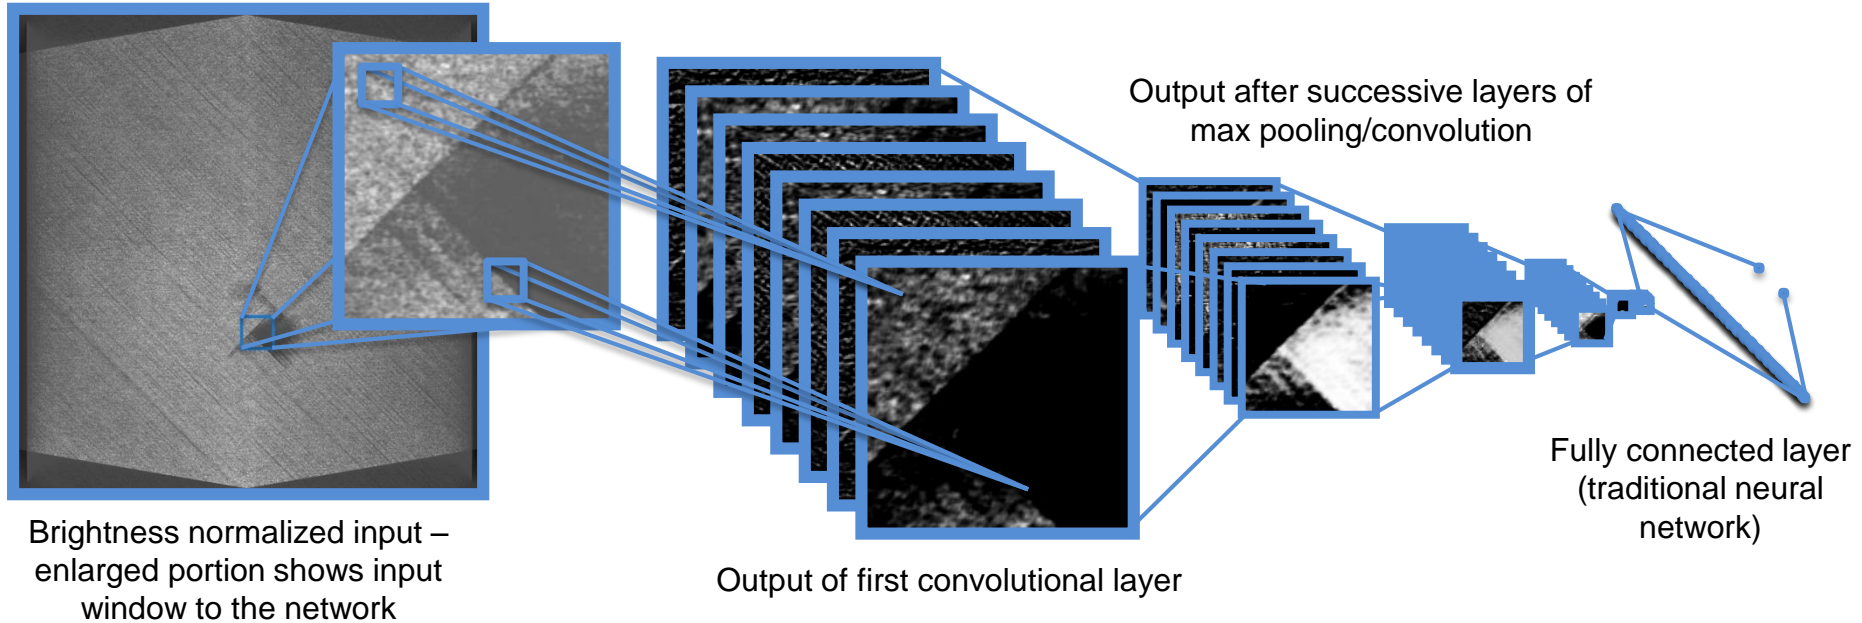 Output after successive layers of
max pooling/convolution
Fully connected layer
(traditional neural
network)
Brightness normalized input –
enlarged portion shows input
window to the network
Output of first convolutional layer